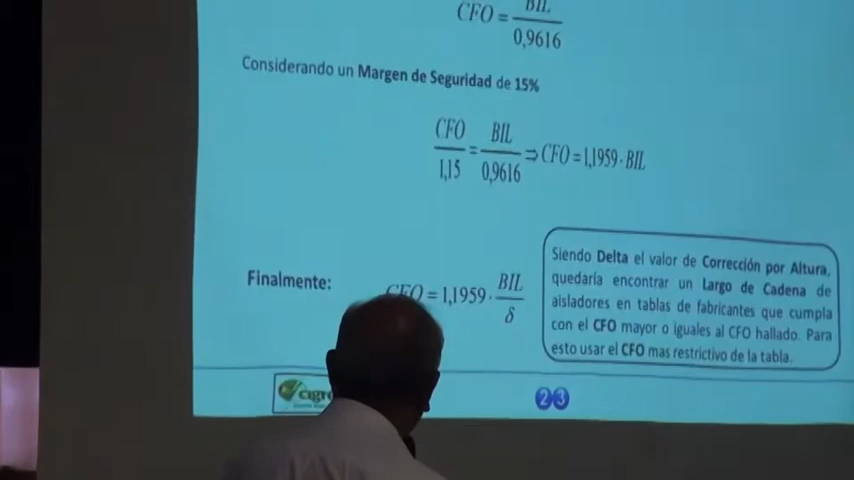 CFO = BIL / 0,9616
Considerando un Margen de Seguridad de 15%
CFO / 1,15 = BIL / 0,9616 ⇒ CFO = 1,1959 · BIL
Finalmente:
CFO = 1,1959 · BIL / δ
Siendo Delta el valor de Corrección por Altura,
quedaría encontrar un Largo de Cadena de
aisladores en tablas de fabricantes que cumpla
con el CFO mayor o iguales al CFO hallado. Para
esto usar el CFO mas restrictivo de la tabla.
cigre
23